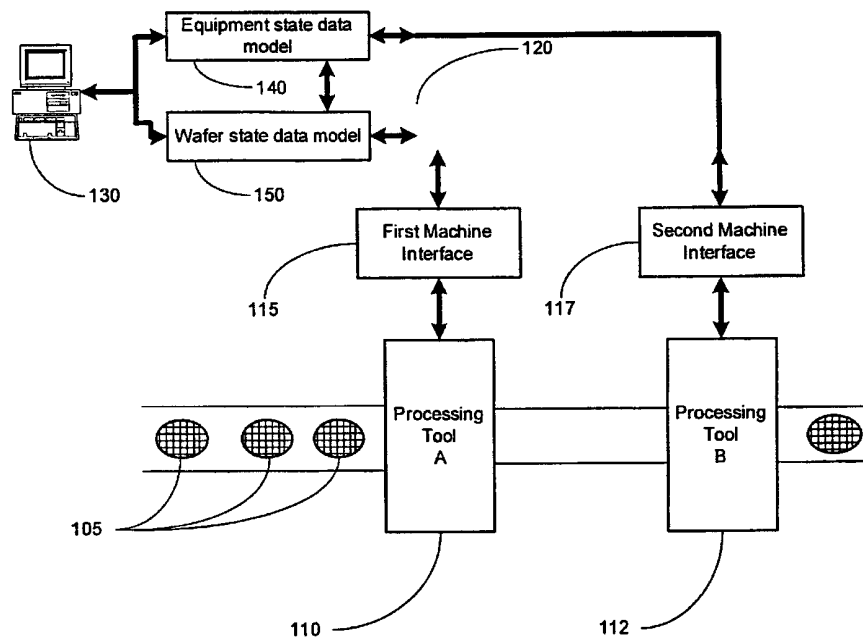 Equipment state data
model
120
140
Wafer state data model
130
150
First Machine
Interface
Second Machine
Interface
115
117
Processing
Tool
A
Processing
Tool
B
105
110
112